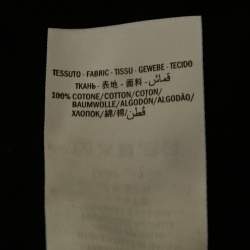 TESSUTO - FABRIC - TISSU - GEWEBE - TECIDO
ТКАНЬ - 表地 - 面料 - قماش
100% COTONE/COTTON/COTON/
BAUMWOLLE/ALGODÓN/ALGODÃO/
ХЛОПОК/綿/棉/قطن